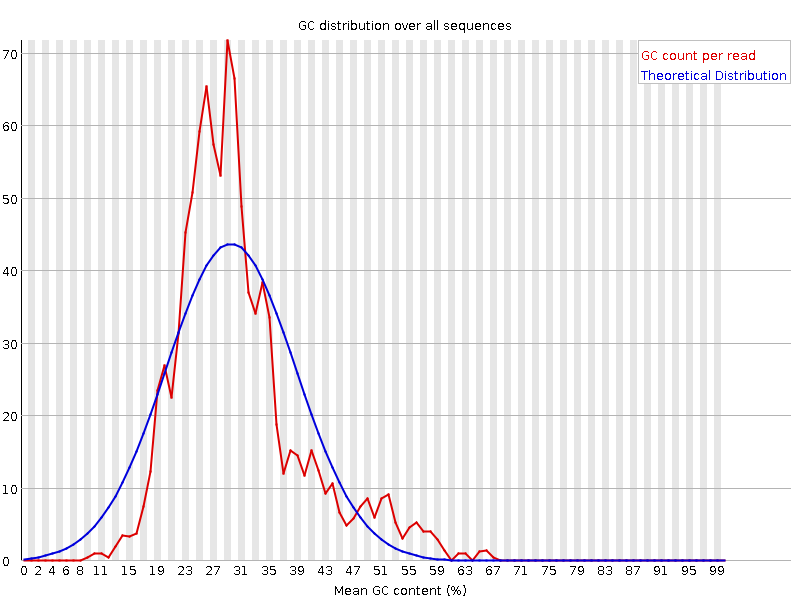 GC distribution over all sequences
GC count per read
Theoretical Distribution
70
60
50
40
30
20
10
0
0 2 4 6 8 11 15 19 23 27 31 35 39 43 47 51 55 59 63 67 71 75 79 83 87 91 95 99
Mean GC content (%)